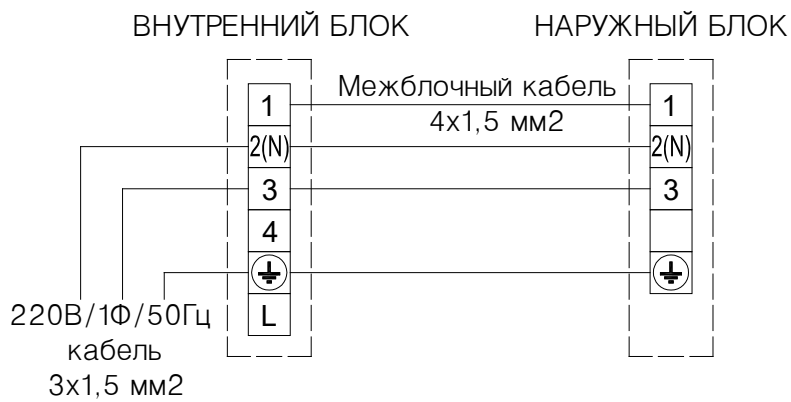 ВНУТРЕННИЙ БЛОК
НАРУЖНЫЙ БЛОК
Межблочный кабель
4х1,5 мм2
1
2(N)
3
4
L
1
2(N)
3
220В/1Ф/50Гц
кабель
3х1,5 мм2